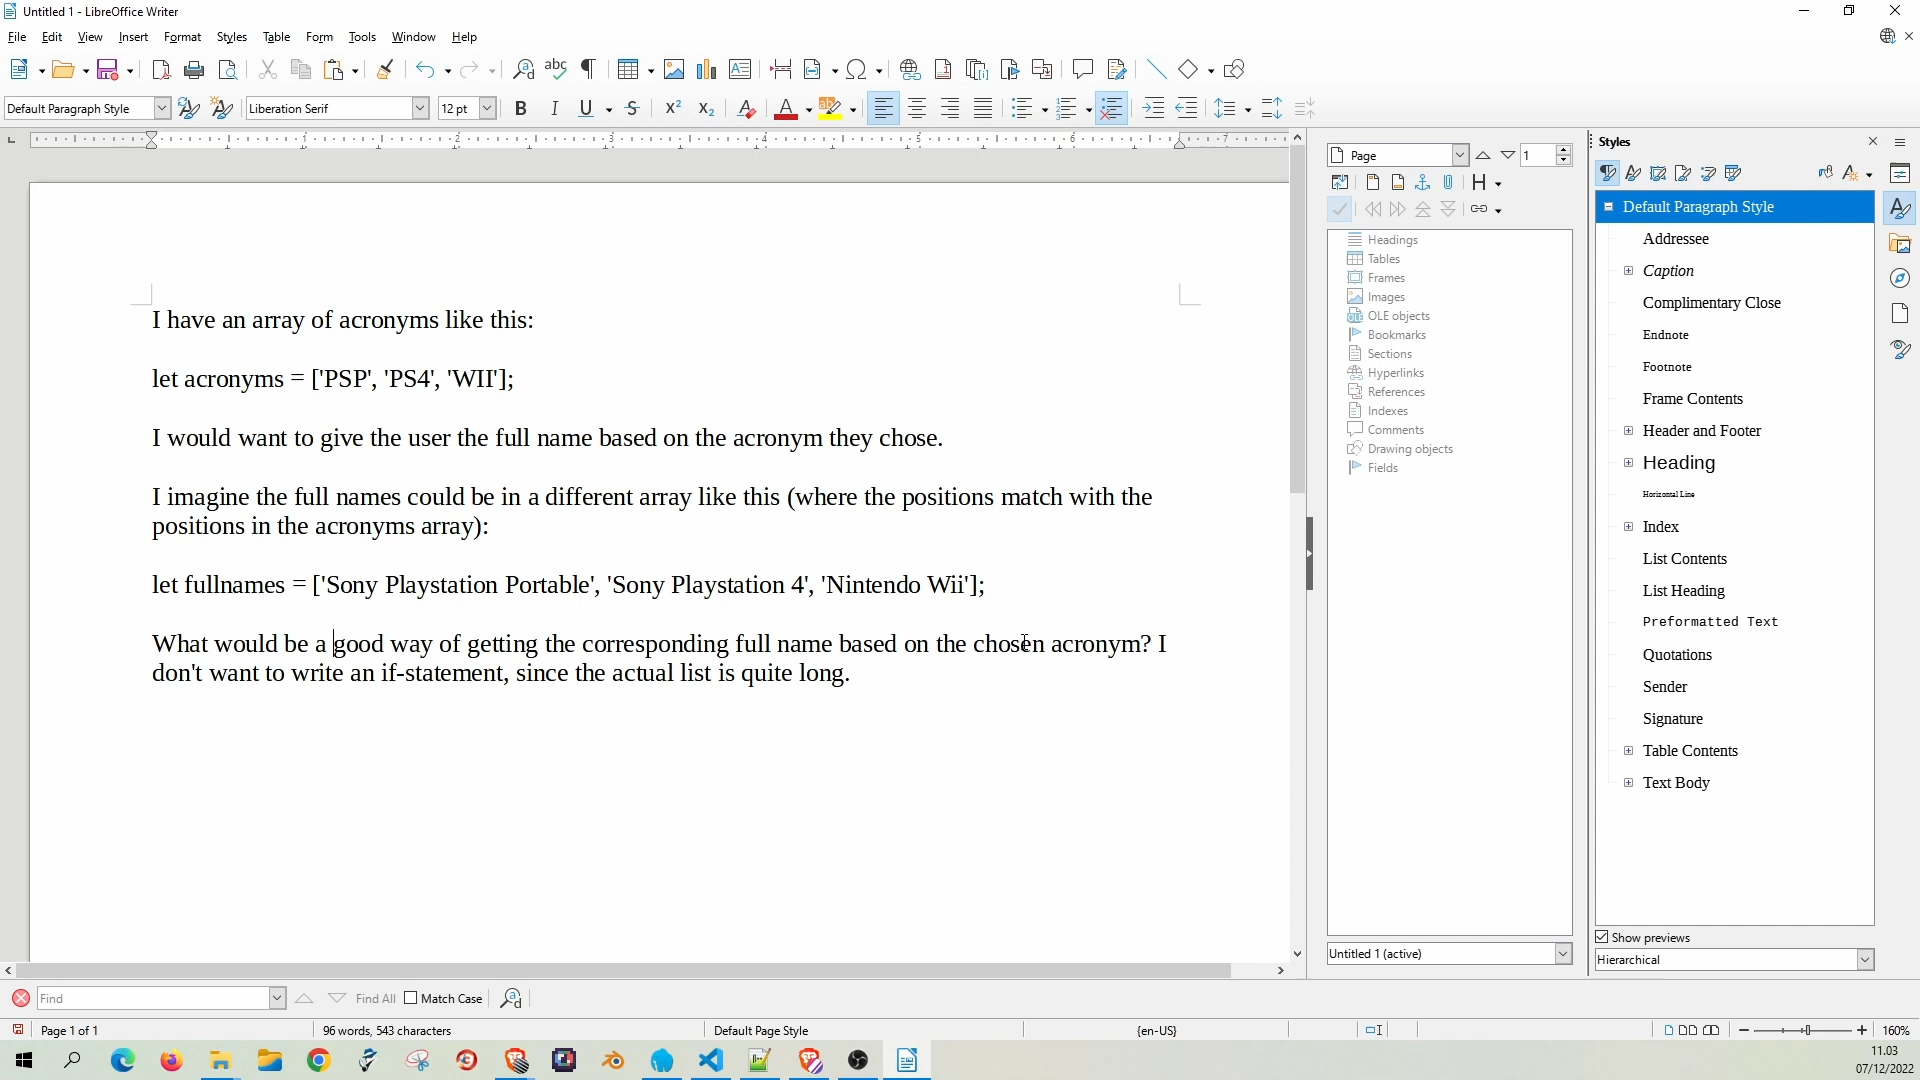 Untitled 1 - LibreOffice Writer
File Edit View Insert Format Styles Table Form Tools Window Help
Default Paragraph Style Liberation Serif 12 pt
Page 1
Headings
Tables
Frames
Images
OLE objects
Bookmarks
Sections
Hyperlinks
References
Indexes
Comments
Drawing objects
Fields
Untitled 1 (active)
Styles
Default Paragraph Style
Addressee
Caption
Complimentary Close
Endnote
Footnote
Frame Contents
Header and Footer
Heading
Horizontal Line
Index
List Contents
List Heading
Preformatted Text
Quotations
Sender
Signature
Table Contents
Text Body
Show previews
Hierarchical
I have an array of acronyms like this:
let acronyms = ['PSP', 'PS4', 'WII'];
I would want to give the user the full name based on the acronym they chose.
I imagine the full names could be in a different array like this (where the positions match with the
positions in the acronyms array):
let fullnames = ['Sony Playstation Portable', 'Sony Playstation 4', 'Nintendo Wii'];
What would be a good way of getting the corresponding full name based on the chosen acronym? I
don't want to write an if-statement, since the actual list is quite long.
Find Find All Match Case
Page 1 of 1 96 words, 543 characters Default Page Style {en-US} 160%
11.03
07/12/2022